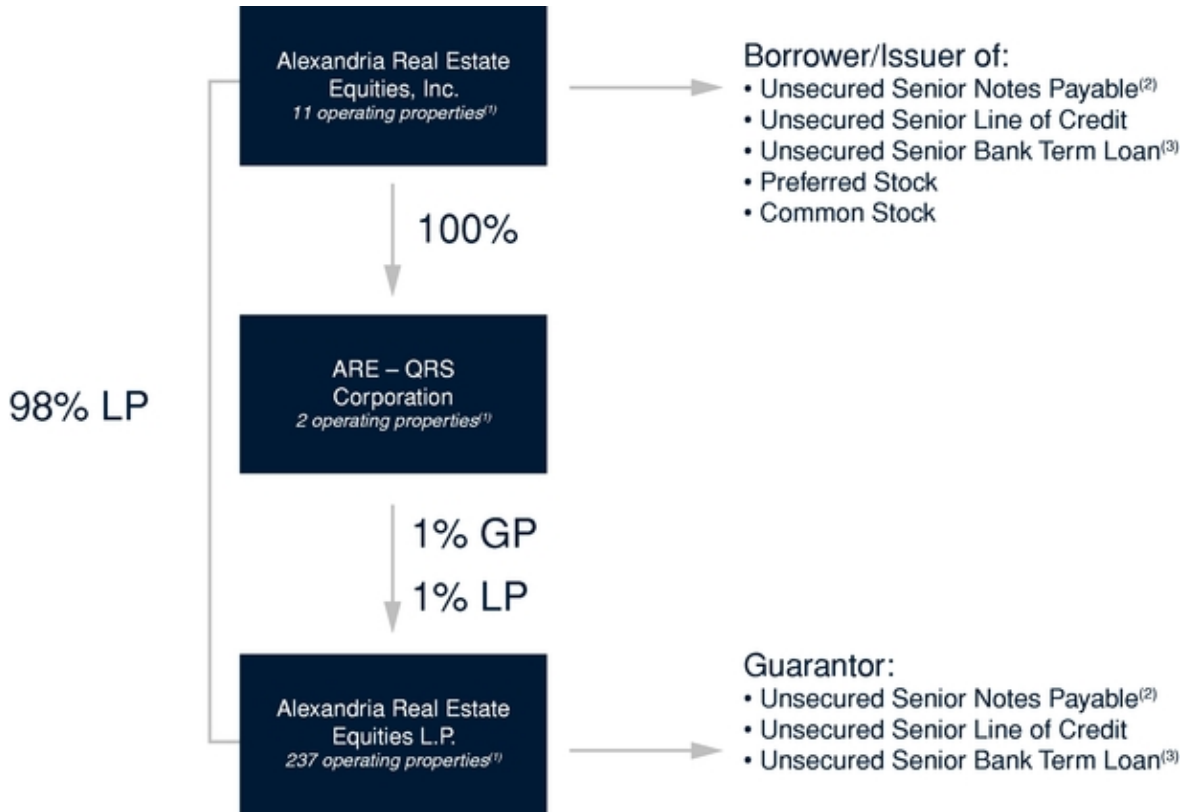 Alexandria Real Estate
Equities, Inc.
11 operating properties(1)
Borrower/Issuer of:
• Unsecured Senior Notes Payable(2)
• Unsecured Senior Line of Credit
• Unsecured Senior Bank Term Loan(3)
• Preferred Stock
• Common Stock
100%
ARE – QRS
Corporation
2 operating properties(1)
98% LP
1% GP
1% LP
Alexandria Real Estate
Equities L.P.
237 operating properties(1)
Guarantor:
• Unsecured Senior Notes Payable(2)
• Unsecured Senior Line of Credit
• Unsecured Senior Bank Term Loan(3)